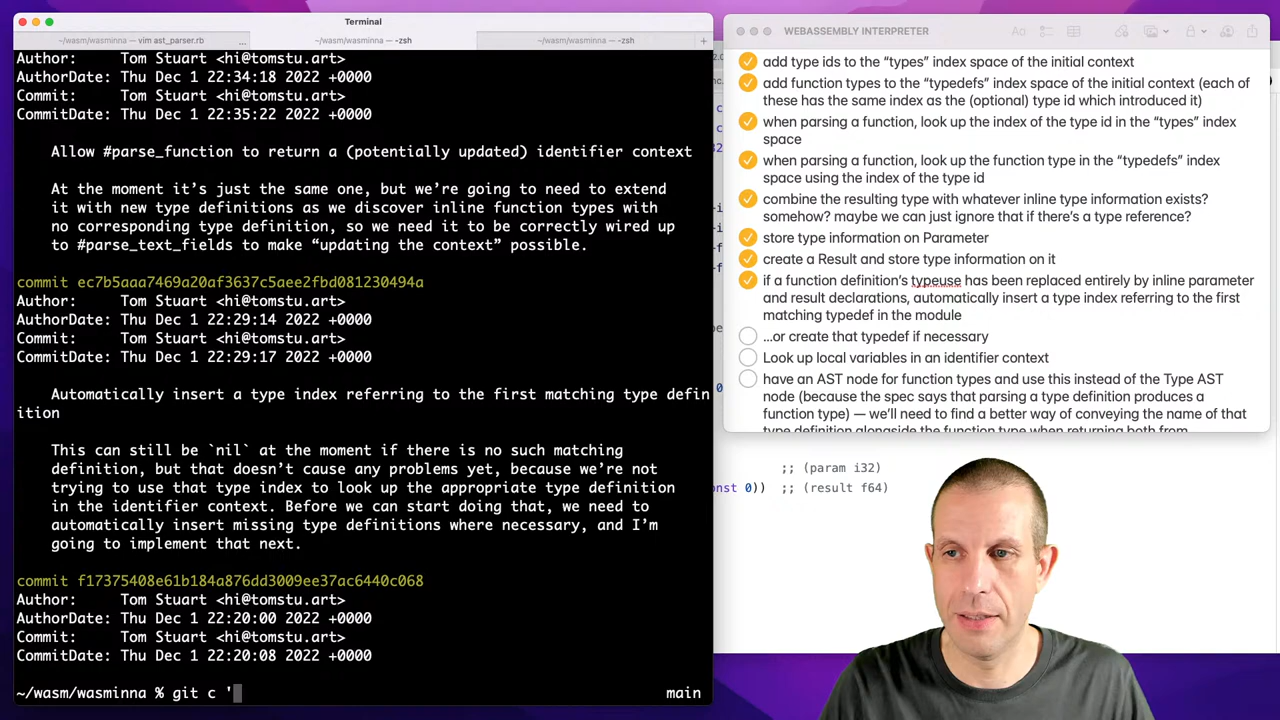 Terminal
~/wasm/wasminna — vim ast_parser.rb
...
~/wasm/wasminna — -zsh
~/wasm/wasminna — -zsh
+
Author:     Tom Stuart <hi@tomstu.art>
AuthorDate: Thu Dec 1 22:34:18 2022 +0000
Commit:     Tom Stuart <hi@tomstu.art>
CommitDate: Thu Dec 1 22:35:22 2022 +0000
Allow #parse_function to return a (potentially updated) identifier context
At the moment it’s just the same one, but we’re going to need to extend
it with new type definitions as we discover inline function types with
no corresponding type definition, so we need it to be correctly wired up
to #parse_text_fields to make “updating the context” possible.
commit ec7b5aaa7469a20af3637c5aee2fbd081230494a
Author:     Tom Stuart <hi@tomstu.art>
AuthorDate: Thu Dec 1 22:29:14 2022 +0000
Commit:     Tom Stuart <hi@tomstu.art>
CommitDate: Thu Dec 1 22:29:17 2022 +0000
Automatically insert a type index referring to the first matching type defin
ition
This can still be `nil` at the moment if there is no such matching
definition, but that doesn’t cause any problems yet, because we’re not
trying to use that type index to look up the appropriate type definition
in the identifier context. Before we can start doing that, we need to
automatically insert missing type definitions where necessary, and I’m
going to implement that next.
commit f17375408e61b184a876dd3009ee37ac6440c068
Author:     Tom Stuart <hi@tomstu.art>
AuthorDate: Thu Dec 1 22:20:00 2022 +0000
Commit:     Tom Stuart <hi@tomstu.art>
CommitDate: Thu Dec 1 22:20:08 2022 +0000
~/wasm/wasminna % git c '
main
WEBASSEMBLY INTERPRETER
Aa
add type ids to the “types” index space of the initial context
add function types to the “typedefs” index space of the initial context (each of
these has the same index as the (optional) type id which introduced it)
when parsing a function, look up the index of the type id in the “types” index
space
when parsing a function, look up the function type in the “typedefs” index
space using the index of the type id
combine the resulting type with whatever inline type information exists?
somehow? maybe we can just ignore that if there’s a type reference?
store type information on Parameter
create a Result and store type information on it
if a function definition’s typeuse has been replaced entirely by inline parameter
and result declarations, automatically insert a type index referring to the first
matching typedef in the module
…or create that typedef if necessary
Look up local variables in an identifier context
have an AST node for function types and use this instead of the Type AST
node (because the spec says that parsing a type definition produces a
function type) — we’ll need to find a better way of conveying the name of that
type definition alongside the function type when returning both from
;; (param i32)
onst 0))  ;; (result f64)